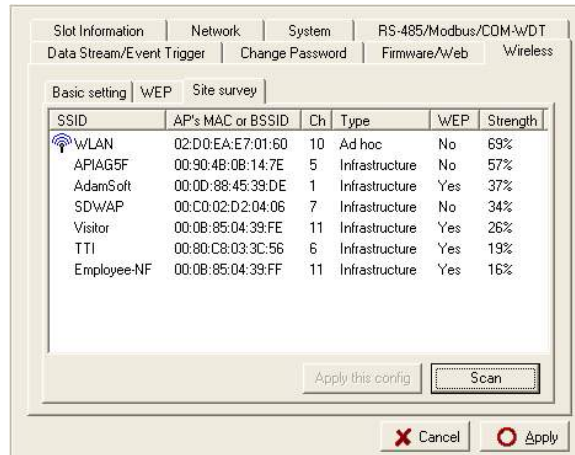 Slot Information Network System RS-485/Modbus/COM-WDT
Data Stream/Event Trigger Change Password Firmware/Web Wireless
Basic setting WEP Site survey
SSID AP's MAC or BSSID Ch Type WEP Strength
WLAN 02:D0:EA:E7:01:60 10 Ad hoc No 69%
APIAG5F 00:90:4B:0B:14:7E 5 Infrastructure No 57%
AdamSoft 00:0D:88:45:39:DE 1 Infrastructure Yes 37%
SDWAP 00:C0:02:D2:04:06 7 Infrastructure No 34%
Visitor 00:0B:85:04:39:FE 11 Infrastructure Yes 26%
TTI 00:80:C8:03:3C:56 6 Infrastructure Yes 19%
Employee-NF 00:0B:85:04:39:FF 11 Infrastructure Yes 16%
Apply this config Scan
Cancel Apply